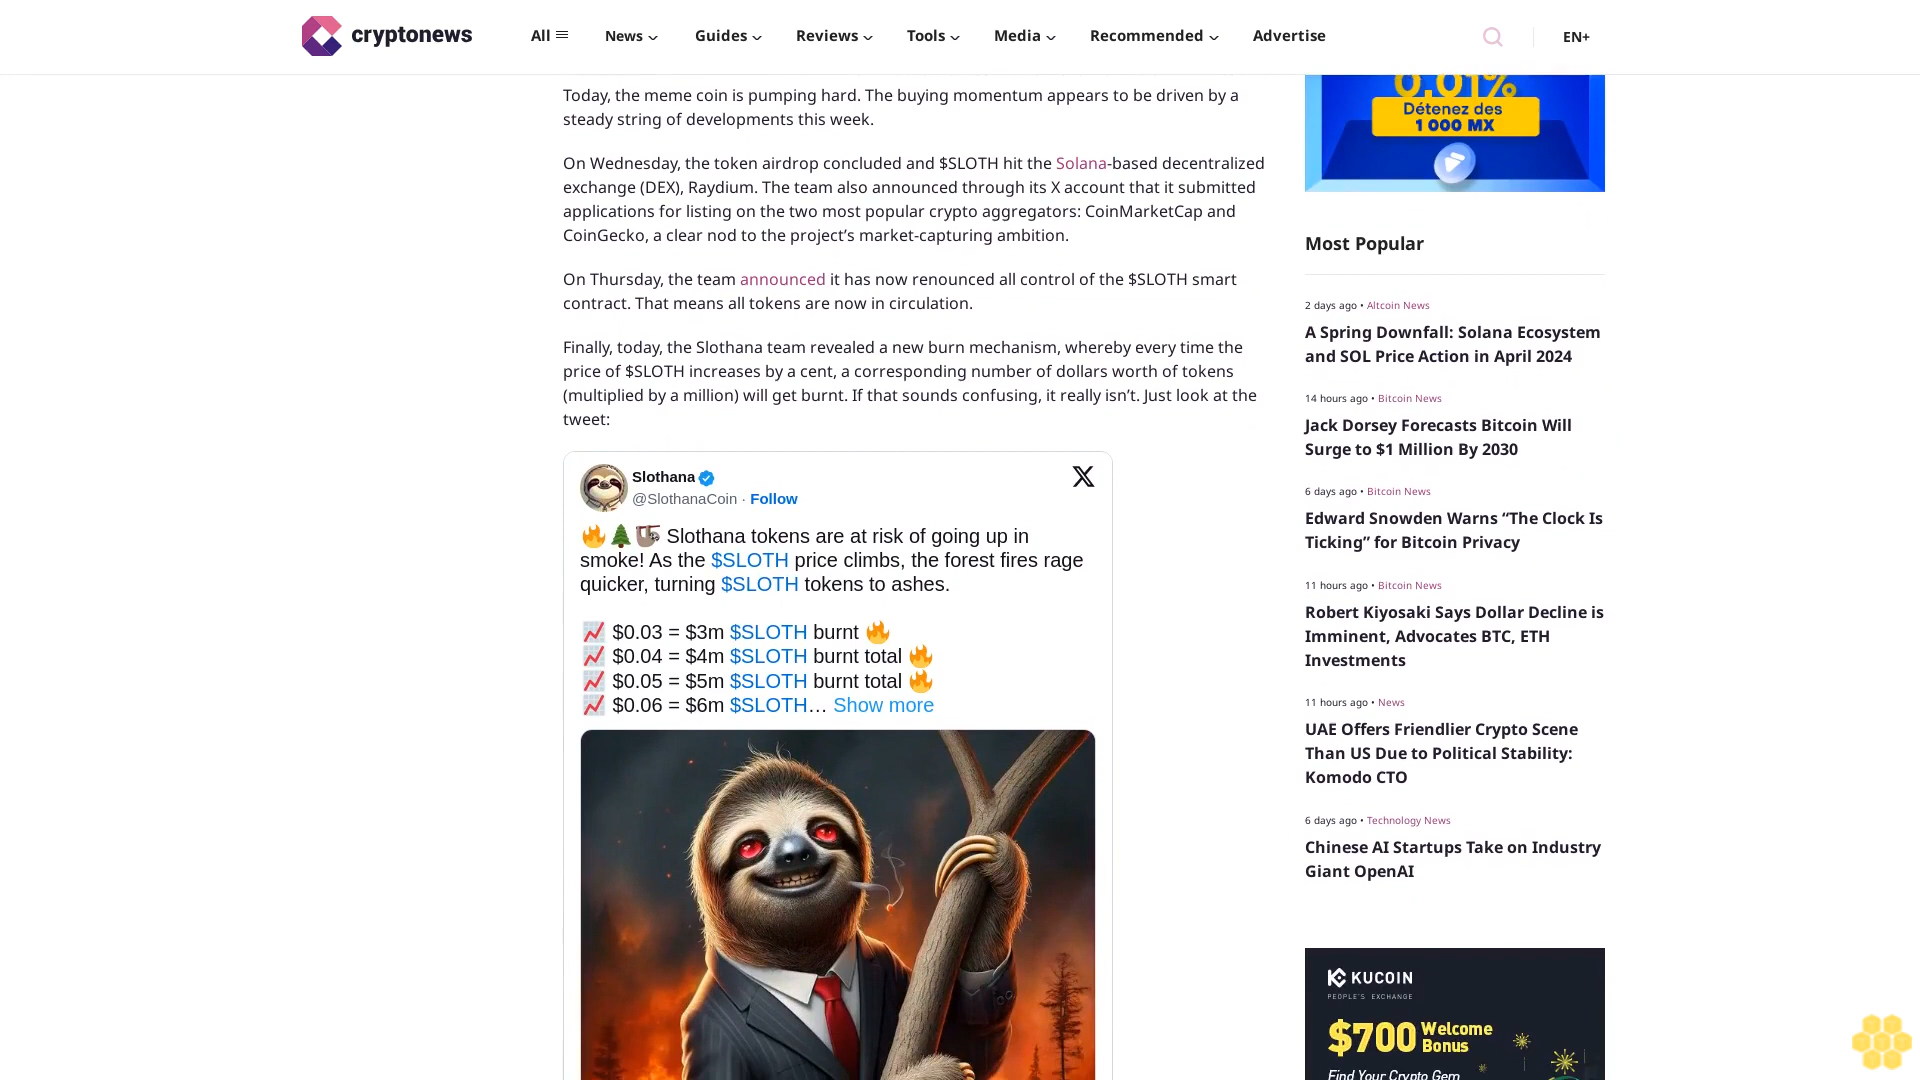 cryptonews
All
News
Guides
Reviews
Tools
Media
Recommended
Advertise
EN+
Today, the meme coin is pumping hard. The buying momentum appears to be driven by a
steady string of developments this week.
On Wednesday, the token airdrop concluded and $SLOTH hit the Solana-based decentralized
exchange (DEX), Raydium. The team also announced through its X account that it submitted
applications for listing on the two most popular crypto aggregators: CoinMarketCap and
CoinGecko, a clear nod to the project’s market-capturing ambition.
On Thursday, the team announced it has now renounced all control of the $SLOTH smart
contract. That means all tokens are now in circulation.
Finally, today, the Slothana team revealed a new burn mechanism, whereby every time the
price of $SLOTH increases by a cent, a corresponding number of dollars worth of tokens
(multiplied by a million) will get burnt. If that sounds confusing, it really isn’t. Just look at the
tweet:
Slothana
@SlothanaCoin · Follow
🔥🌲🦥 Slothana tokens are at risk of going up in
smoke! As the $SLOTH price climbs, the forest fires rage
quicker, turning $SLOTH tokens to ashes.
📈 $0.03 = $3m $SLOTH burnt 🔥
📈 $0.04 = $4m $SLOTH burnt total 🔥
📈 $0.05 = $5m $SLOTH burnt total 🔥
📈 $0.06 = $6m $SLOTH… Show more
0.01%
Détenez des
1 000 MX
Most Popular
2 days ago • Altcoin News
A Spring Downfall: Solana Ecosystem
and SOL Price Action in April 2024
14 hours ago • Bitcoin News
Jack Dorsey Forecasts Bitcoin Will
Surge to $1 Million By 2030
6 days ago • Bitcoin News
Edward Snowden Warns “The Clock Is
Ticking” for Bitcoin Privacy
11 hours ago • Bitcoin News
Robert Kiyosaki Says Dollar Decline is
Imminent, Advocates BTC, ETH
Investments
11 hours ago • News
UAE Offers Friendlier Crypto Scene
Than US Due to Political Stability:
Komodo CTO
6 days ago • Technology News
Chinese AI Startups Take on Industry
Giant OpenAI
KUCOIN
PEOPLE'S EXCHANGE
$700 Welcome
Bonus
Find Your Crypto Gem